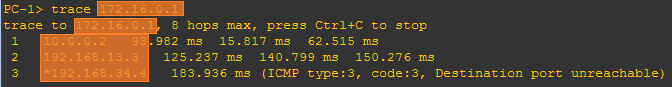 PC-1> trace 172.16.0.1
trace to 172.16.0.1, 8 hops max, press Ctrl+C to stop
1 10.0.0.2 93.982 ms 15.817 ms 62.515 ms
2 192.168.13.3 125.237 ms 140.799 ms 150.276 ms
3 *192.168.34.4 183.936 ms (ICMP type:3, code:3, Destination port unreachable)